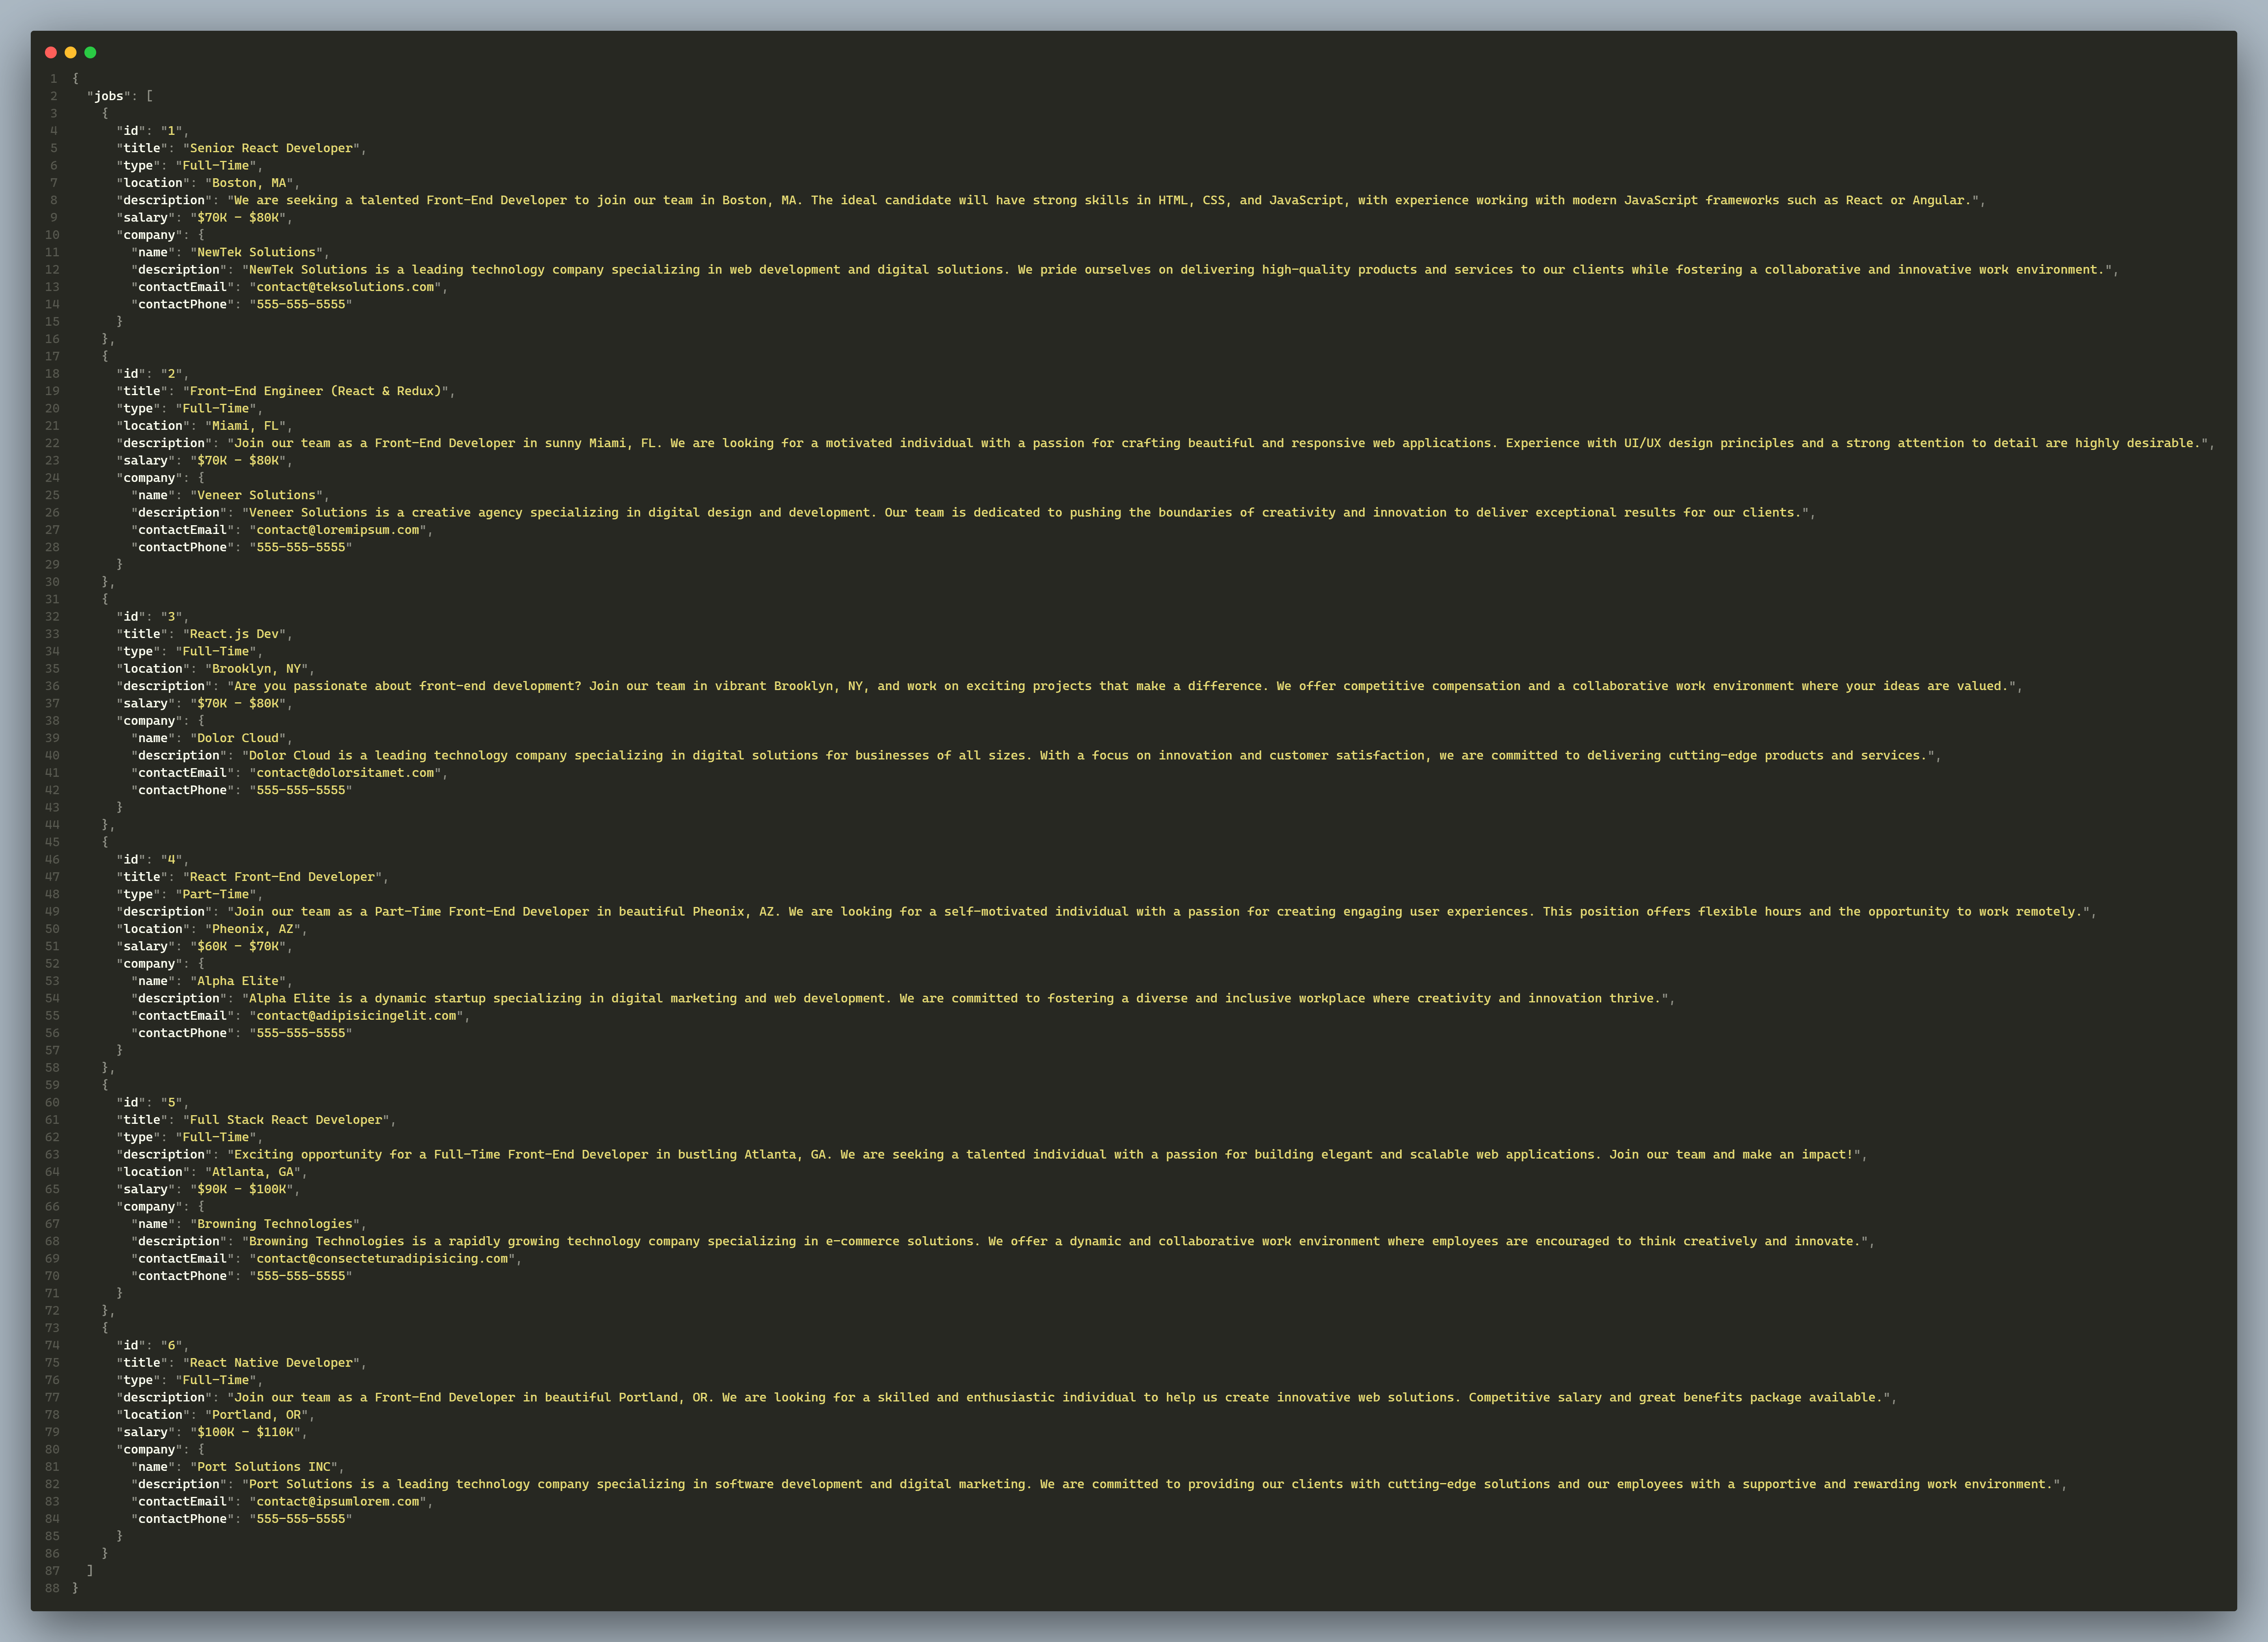 1 {
2   "jobs": [
3     {
4       "id": "1",
5       "title": "Senior React Developer",
6       "type": "Full-Time",
7       "location": "Boston, MA",
8       "description": "We are seeking a talented Front-End Developer to join our team in Boston, MA. The ideal candidate will have strong skills in HTML, CSS, and JavaScript, with experience working with modern JavaScript frameworks such as React or Angular.",
9       "salary": "$70K - $80K",
10       "company": {
11         "name": "NewTek Solutions",
12         "description": "NewTek Solutions is a leading technology company specializing in web development and digital solutions. We pride ourselves on delivering high-quality products and services to our clients while fostering a collaborative and innovative work environment.",
13         "contactEmail": "contact@teksolutions.com",
14         "contactPhone": "555-555-5555"
15       }
16     },
17     {
18       "id": "2",
19       "title": "Front-End Engineer (React & Redux)",
20       "type": "Full-Time",
21       "location": "Miami, FL",
22       "description": "Join our team as a Front-End Developer in sunny Miami, FL. We are looking for a motivated individual with a passion for crafting beautiful and responsive web applications. Experience with UI/UX design principles and a strong attention to detail are highly desirable.",
23       "salary": "$70K - $80K",
24       "company": {
25         "name": "Veneer Solutions",
26         "description": "Veneer Solutions is a creative agency specializing in digital design and development. Our team is dedicated to pushing the boundaries of creativity and innovation to deliver exceptional results for our clients.",
27         "contactEmail": "contact@loremipsum.com",
28         "contactPhone": "555-555-5555"
29       }
30     },
31     {
32       "id": "3",
33       "title": "React.js Dev",
34       "type": "Full-Time",
35       "location": "Brooklyn, NY",
36       "description": "Are you passionate about front-end development? Join our team in vibrant Brooklyn, NY, and work on exciting projects that make a difference. We offer competitive compensation and a collaborative work environment where your ideas are valued.",
37       "salary": "$70K - $80K",
38       "company": {
39         "name": "Dolor Cloud",
40         "description": "Dolor Cloud is a leading technology company specializing in digital solutions for businesses of all sizes. With a focus on innovation and customer satisfaction, we are committed to delivering cutting-edge products and services.",
41         "contactEmail": "contact@dolorsitamet.com",
42         "contactPhone": "555-555-5555"
43       }
44     },
45     {
46       "id": "4",
47       "title": "React Front-End Developer",
48       "type": "Part-Time",
49       "description": "Join our team as a Part-Time Front-End Developer in beautiful Pheonix, AZ. We are looking for a self-motivated individual with a passion for creating engaging user experiences. This position offers flexible hours and the opportunity to work remotely.",
50       "location": "Pheonix, AZ",
51       "salary": "$60K - $70K",
52       "company": {
53         "name": "Alpha Elite",
54         "description": "Alpha Elite is a dynamic startup specializing in digital marketing and web development. We are committed to fostering a diverse and inclusive workplace where creativity and innovation thrive.",
55         "contactEmail": "contact@adipisicingelit.com",
56         "contactPhone": "555-555-5555"
57       }
58     },
59     {
60       "id": "5",
61       "title": "Full Stack React Developer",
62       "type": "Full-Time",
63       "description": "Exciting opportunity for a Full-Time Front-End Developer in bustling Atlanta, GA. We are seeking a talented individual with a passion for building elegant and scalable web applications. Join our team and make an impact!",
64       "location": "Atlanta, GA",
65       "salary": "$90K - $100K",
66       "company": {
67         "name": "Browning Technologies",
68         "description": "Browning Technologies is a rapidly growing technology company specializing in e-commerce solutions. We offer a dynamic and collaborative work environment where employees are encouraged to think creatively and innovate.",
69         "contactEmail": "contact@consecteturadipisicing.com",
70         "contactPhone": "555-555-5555"
71       }
72     },
73     {
74       "id": "6",
75       "title": "React Native Developer",
76       "type": "Full-Time",
77       "description": "Join our team as a Front-End Developer in beautiful Portland, OR. We are looking for a skilled and enthusiastic individual to help us create innovative web solutions. Competitive salary and great benefits package available.",
78       "location": "Portland, OR",
79       "salary": "$100K - $110K",
80       "company": {
81         "name": "Port Solutions INC",
82         "description": "Port Solutions is a leading technology company specializing in software development and digital marketing. We are committed to providing our clients with cutting-edge solutions and our employees with a supportive and rewarding work environment.",
83         "contactEmail": "contact@ipsumlorem.com",
84         "contactPhone": "555-555-5555"
85       }
86     }
87   ]
88 }